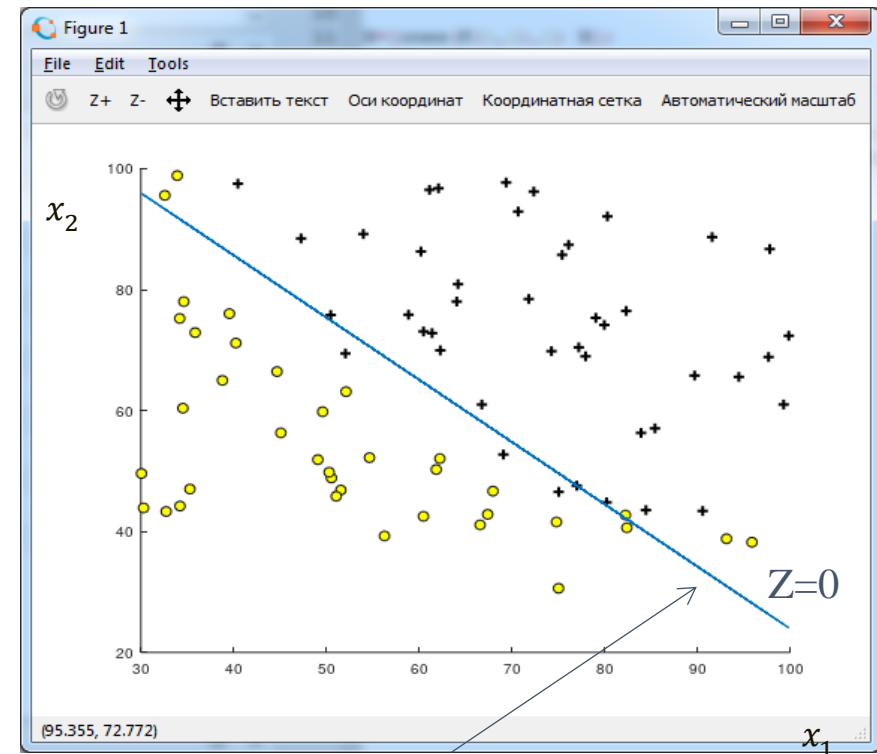 Figure 1
File Edit Tools
Z+ Z- Вставить текст Оси координат Координатная сетка Автоматический масштаб
x₂
100
80
60
40
20
30 40 50 60 70 80 90 100
Z=0
(95.355, 72.772)
x₁